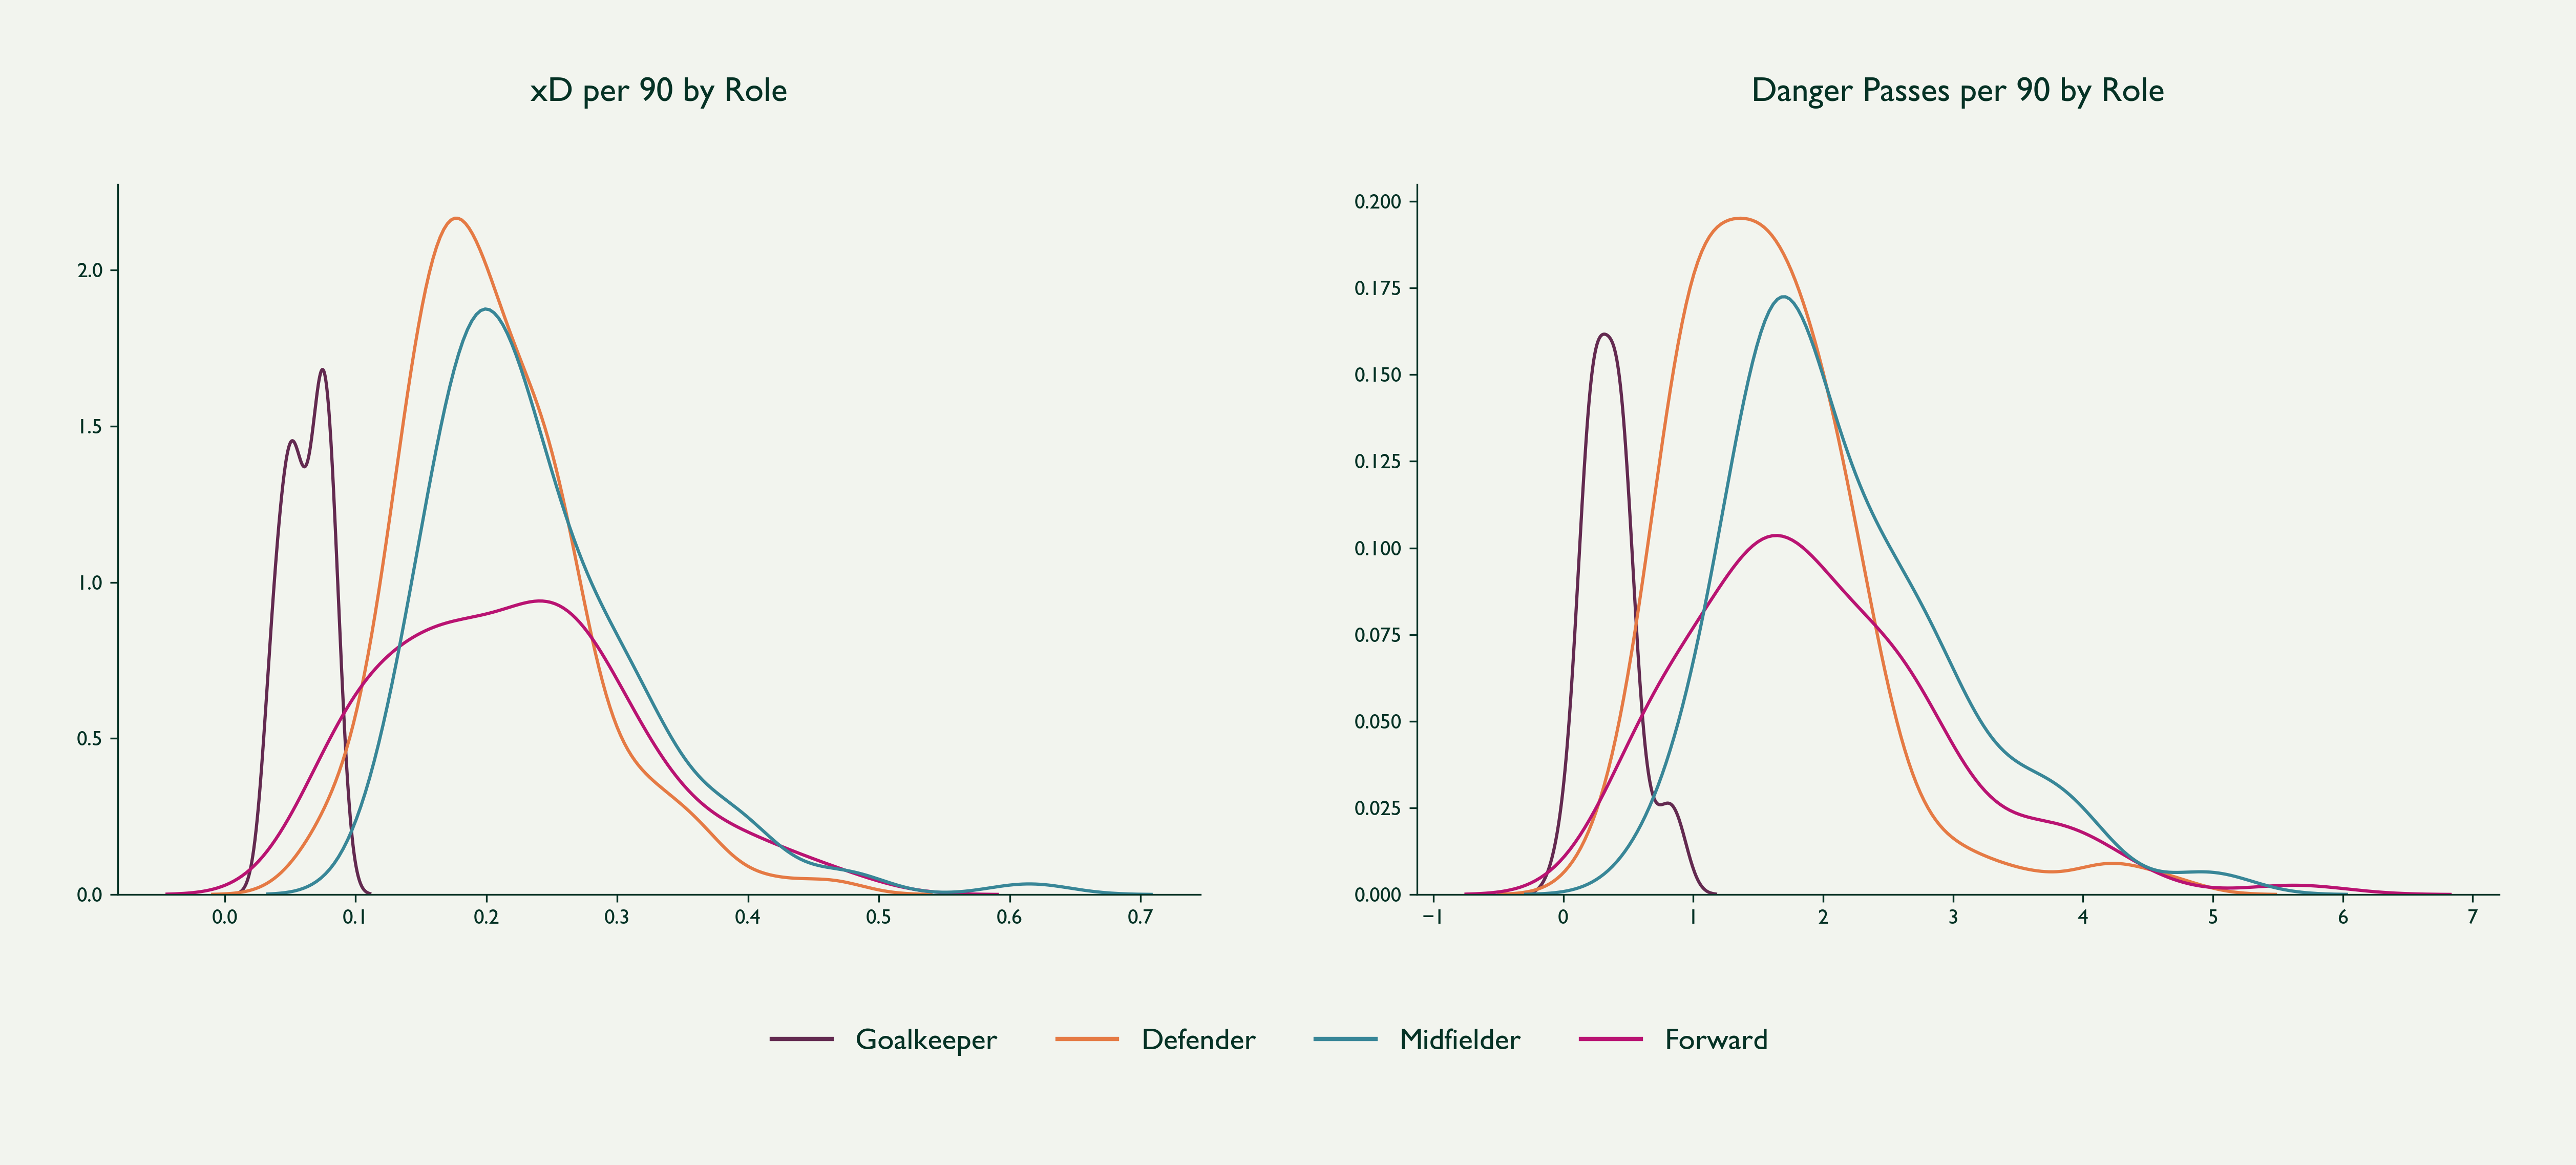 xD per 90 by Role
2.0
1.5
1.0
0.5
0.0
0.0 0.1 0.2 0.3 0.4 0.5 0.6 0.7
Danger Passes per 90 by Role
0.200
0.175
0.150
0.125
0.100
0.075
0.050
0.025
0.000
−1 0 1 2 3 4 5 6 7
Goalkeeper Defender Midfielder Forward